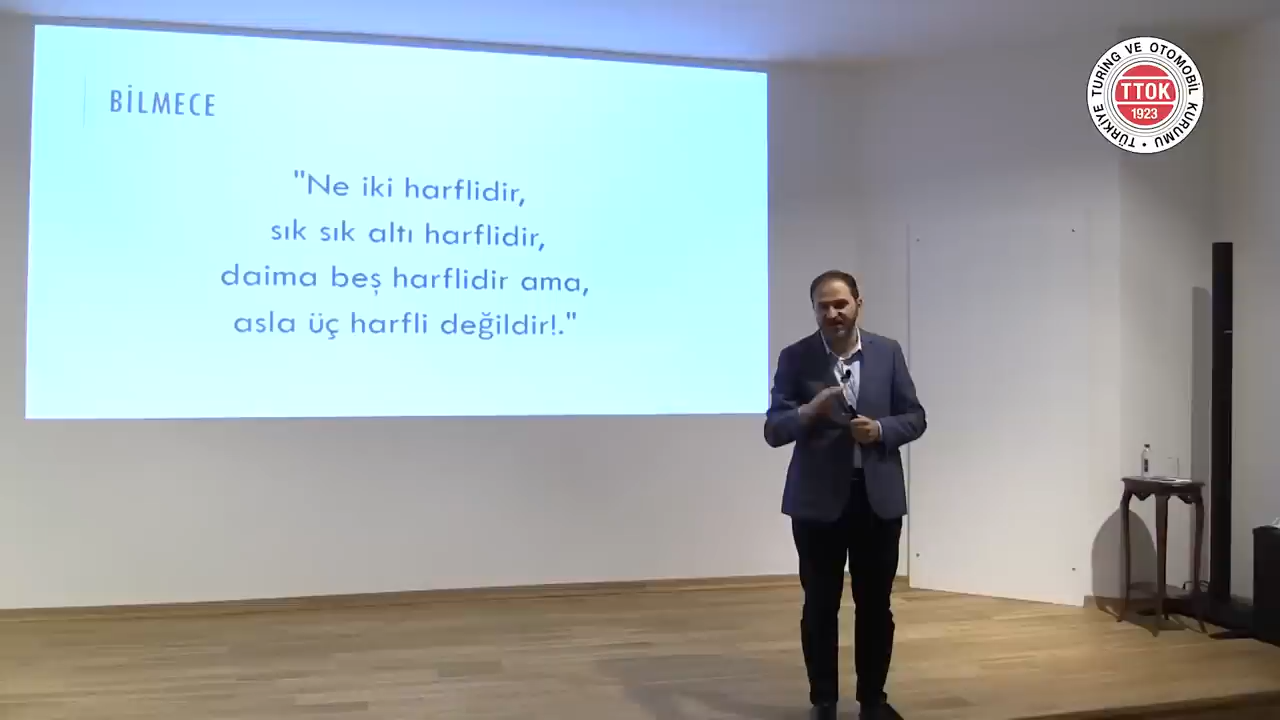 BİLMECE
"Ne iki harflidir,
sık sık altı harflidir,
daima beş harflidir ama,
asla üç harfli değildir!."
TÜRKİYE TURİNG VE OTOMOBİL KURUMU
TTOK
1923